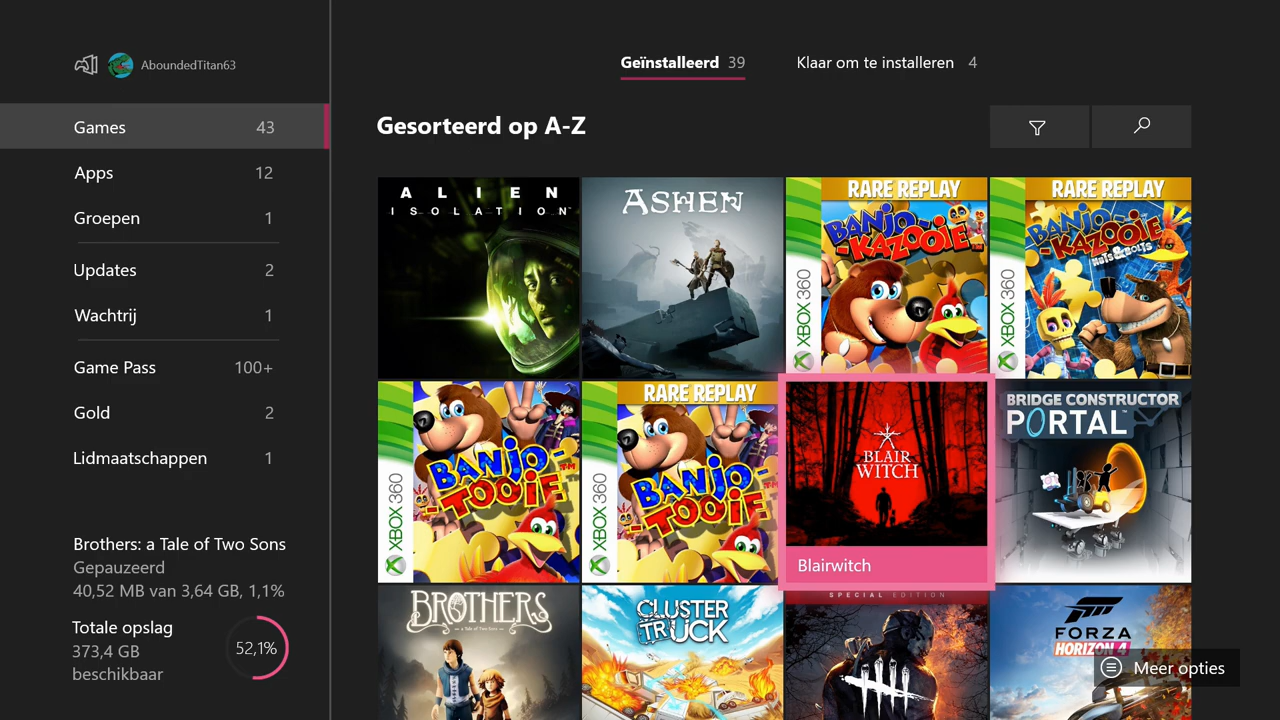 AboundedTitan63
Games 43
Apps 12
Groepen 1
Updates 2
Wachtrij 1
Game Pass 100+
Gold 2
Lidmaatschappen 1
Brothers: a Tale of Two Sons
Gepauzeerd
40,52 MB van 3,64 GB, 1,1%
Totale opslag
373,4 GB
beschikbaar
52,1%
Geïnstalleerd 39
Klaar om te installeren 4
Gesorteerd op A-Z
ALIEN
ISOLATION™
ASHEN
RARE REPLAY
BANJO-
-KAZOOIE
XBOX 360
RARE REPLAY
BANJO-
-KAZOOIE
NUTS & BOLTS
XBOX 360
BANJO-
-TOOIE™
XBOX 360
RARE REPLAY
BANJO-
-TOOIE™
XBOX 360
BLAIR
WITCH
Blairwitch
BRIDGE CONSTRUCTOR
PORTAL™
BROTHERS
a Tale of Two Sons
CLUSTER
TRUCK
SPECIAL EDITION
FORZA
HORIZON 4
Meer opties